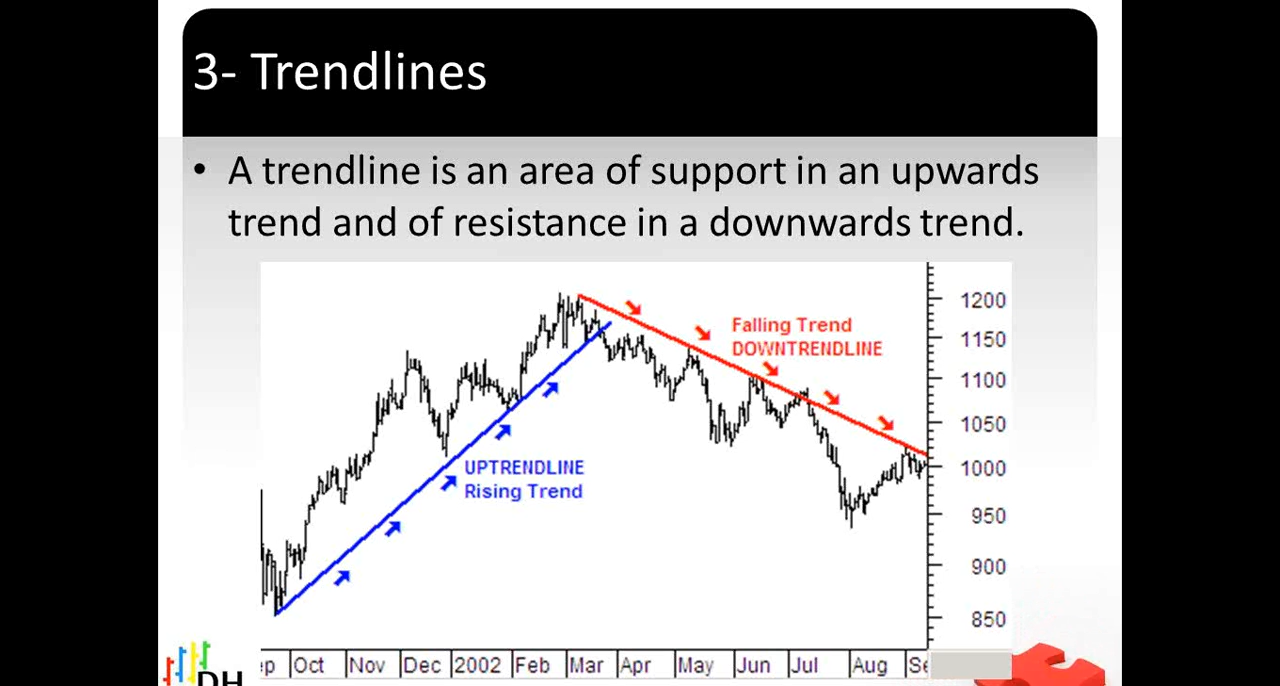 3- Trendlines
• A trendline is an area of support in an upwards
trend and of resistance in a downwards trend.
Falling Trend
DOWNTRENDLINE
UPTRENDLINE
Rising Trend
1200
1150
1100
1050
1000
950
900
850
Oct Nov Dec 2002 Feb Mar Apr May Jun Jul Aug
DH